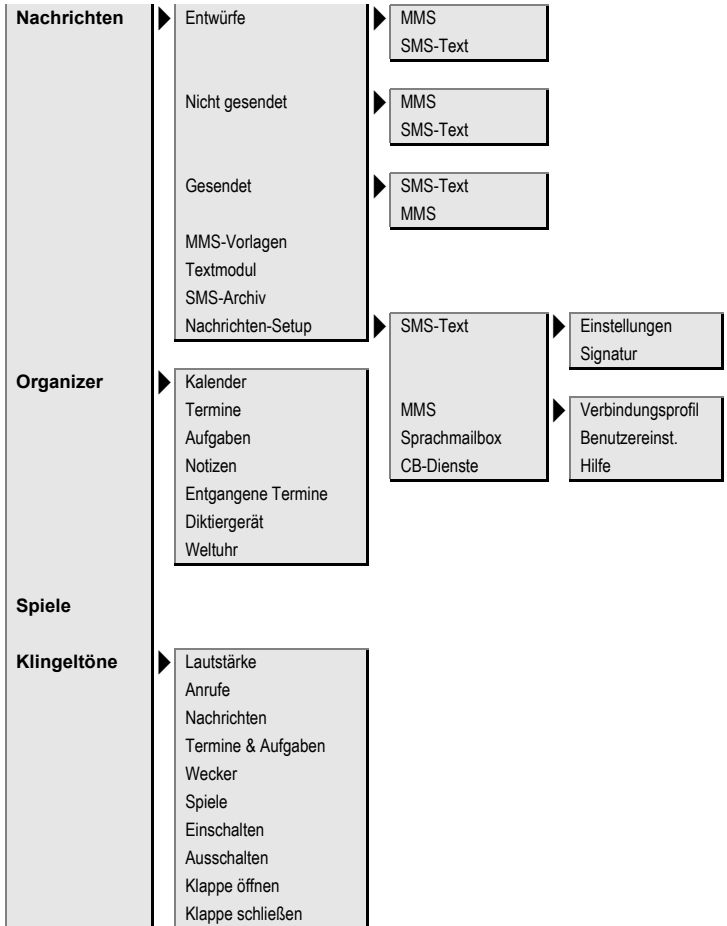 Nachrichten
Entwürfe
MMS
SMS-Text
Nicht gesendet
MMS
SMS-Text
Gesendet
SMS-Text
MMS
MMS-Vorlagen
Textmodul
SMS-Archiv
Nachrichten-Setup
SMS-Text
Einstellungen
Signatur
MMS
Verbindungsprofil
Benutzereinst.
Hilfe
Sprachmailbox
CB-Dienste
Organizer
Kalender
Termine
Aufgaben
Notizen
Entgangene Termine
Diktiergerät
Weltuhr
Spiele
Klingeltöne
Lautstärke
Anrufe
Nachrichten
Termine & Aufgaben
Wecker
Spiele
Einschalten
Ausschalten
Klappe öffnen
Klappe schließen